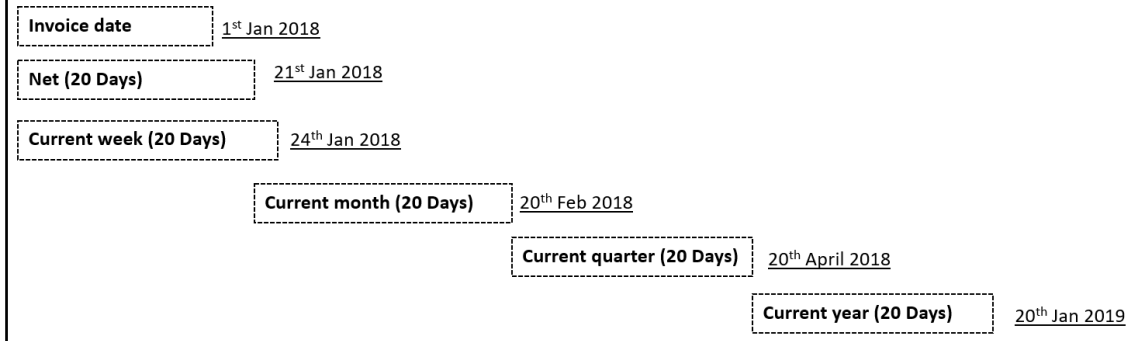 Invoice date 1st Jan 2018
Net (20 Days) 21st Jan 2018
Current week (20 Days) 24th Jan 2018
Current month (20 Days) 20th Feb 2018
Current quarter (20 Days) 20th April 2018
Current year (20 Days) 20th Jan 2019